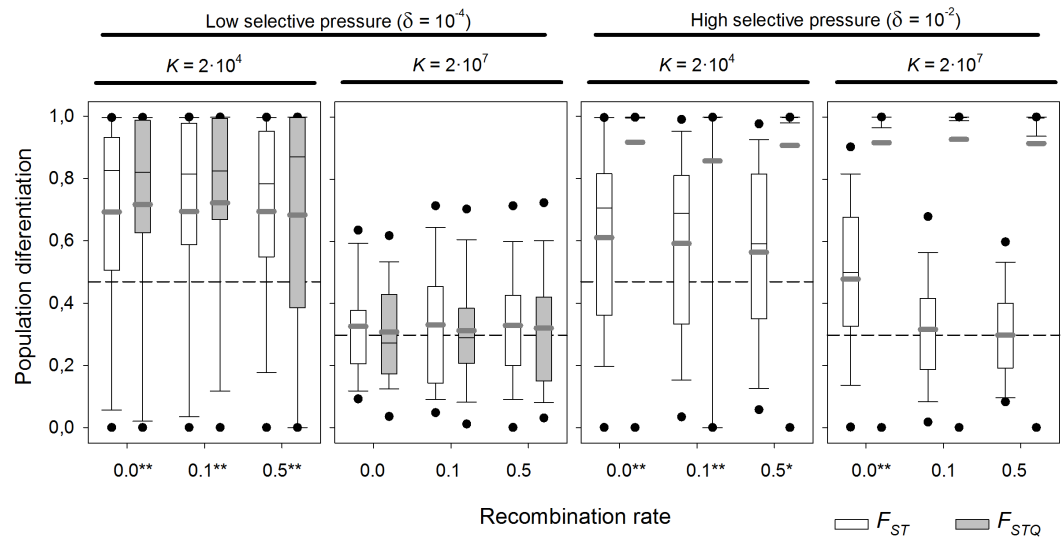 Low selective pressure (δ = 10⁻⁴)
High selective pressure (δ = 10⁻²)
K = 2·10⁴
K = 2·10⁷
K = 2·10⁴
K = 2·10⁷
Population diferentiation
1,0
0,8
0,6
0,4
0,2
0,0
0.0** 0.1** 0.5**
0.0 0.1 0.5
0.0** 0.1** 0.5*
0.0** 0.1 0.5
Recombination rate
F_ST
F_STQ